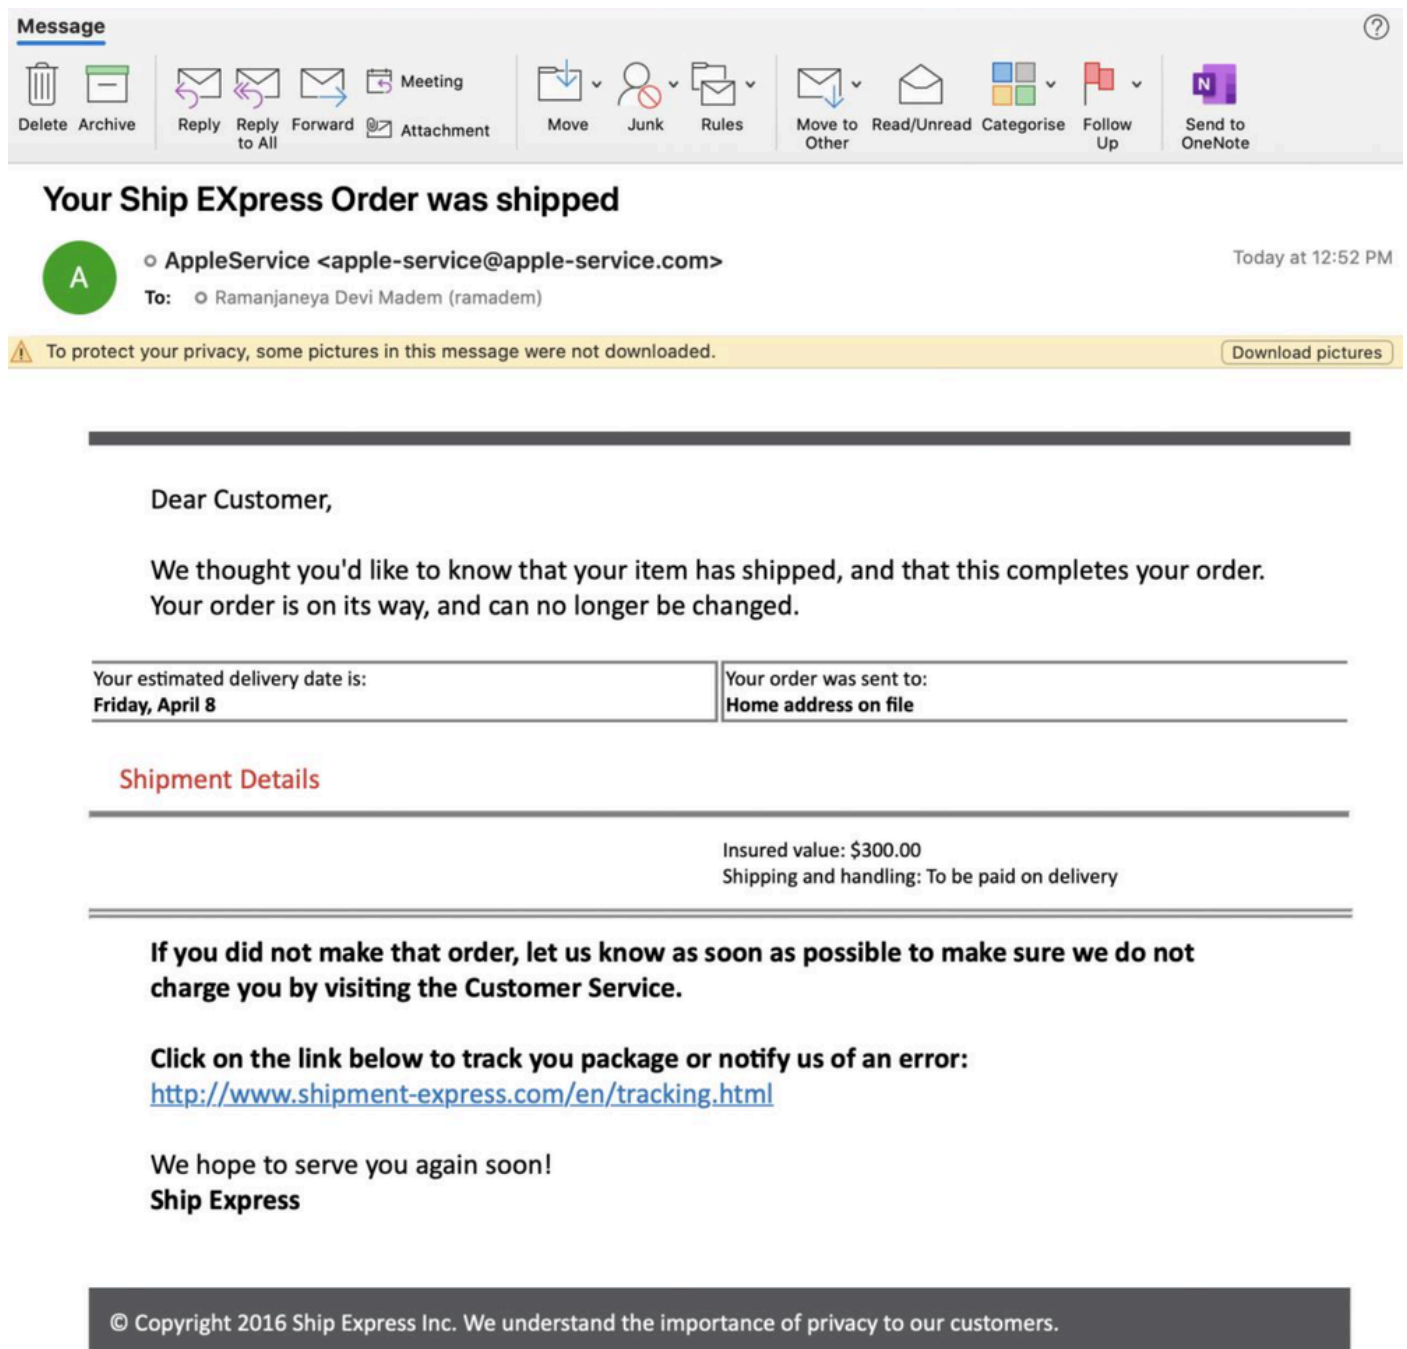 Message
Delete Archive Reply Reply to All Forward Meeting Attachment Move Junk Rules Move to Other Read/Unread Categorise Follow Up Send to OneNote
Your Ship EXpress Order was shipped
A
AppleService <apple-service@apple-service.com>
Today at 12:52 PM
To: Ramanjaneya Devi Madem (ramadem)
To protect your privacy, some pictures in this message were not downloaded.
Download pictures
Dear Customer,
We thought you'd like to know that your item has shipped, and that this completes your order.
Your order is on its way, and can no longer be changed.
Your estimated delivery date is:
Friday, April 8
Your order was sent to:
Home address on file
Shipment Details
Insured value: $300.00
Shipping and handling: To be paid on delivery
If you did not make that order, let us know as soon as possible to make sure we do not
charge you by visiting the Customer Service.
Click on the link below to track you package or notify us of an error:
http://www.shipment-express.com/en/tracking.html
We hope to serve you again soon!
Ship Express
© Copyright 2016 Ship Express Inc. We understand the importance of privacy to our customers.